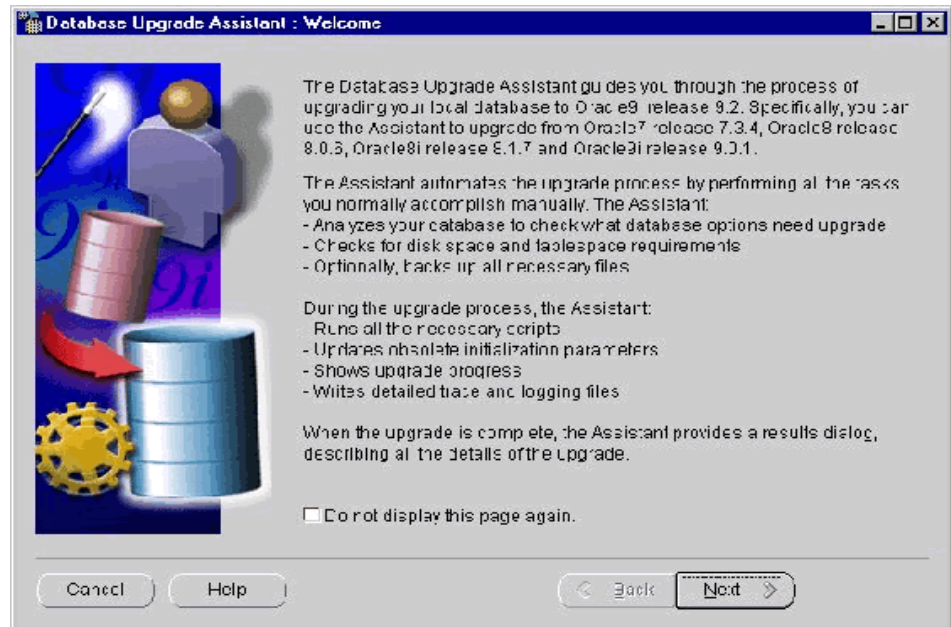 Database Upgrade Assistant : Welcome
The Database Upgrade Assistant guides you through the process of
upgrading your local database to Oracle9i release 9.2. Specifically, you can
use the Assistant to upgrade from Oracle7 release 7.3.4, Oracle8 release
8.0.6, Oracle8i release 8.1.7 and Oracle9i release 9.0.1.
The Assistant automates the upgrade process by performing all the tasks
you normally accomplish manually. The Assistant:
- Analyzes your database to check what database options need upgrade
- Checks for disk space and tablespace requirements
- Optionally, backs up all necessary files
During the upgrade process, the Assistant:
- Runs all the necessary scripts
- Updates obsolete initialization parameters
- Shows upgrade progress
- Writes detailed trace and logging files
When the upgrade is complete, the Assistant provides a results dialog,
describing all the details of the upgrade.
Do not display this page again.
Cancel Help Back Next
9i